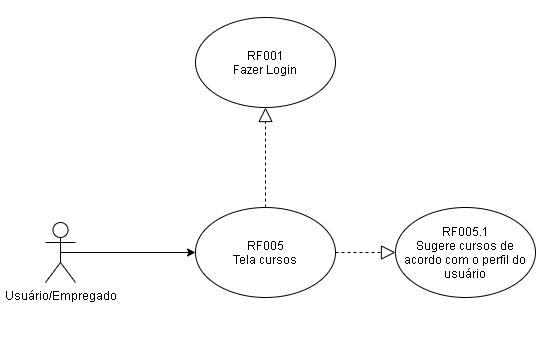 RF001
Fazer Login
RF005
Tela cursos
RF005.1
Sugere cursos de
acordo com o perfil do
usuário
Usuário/Empregado